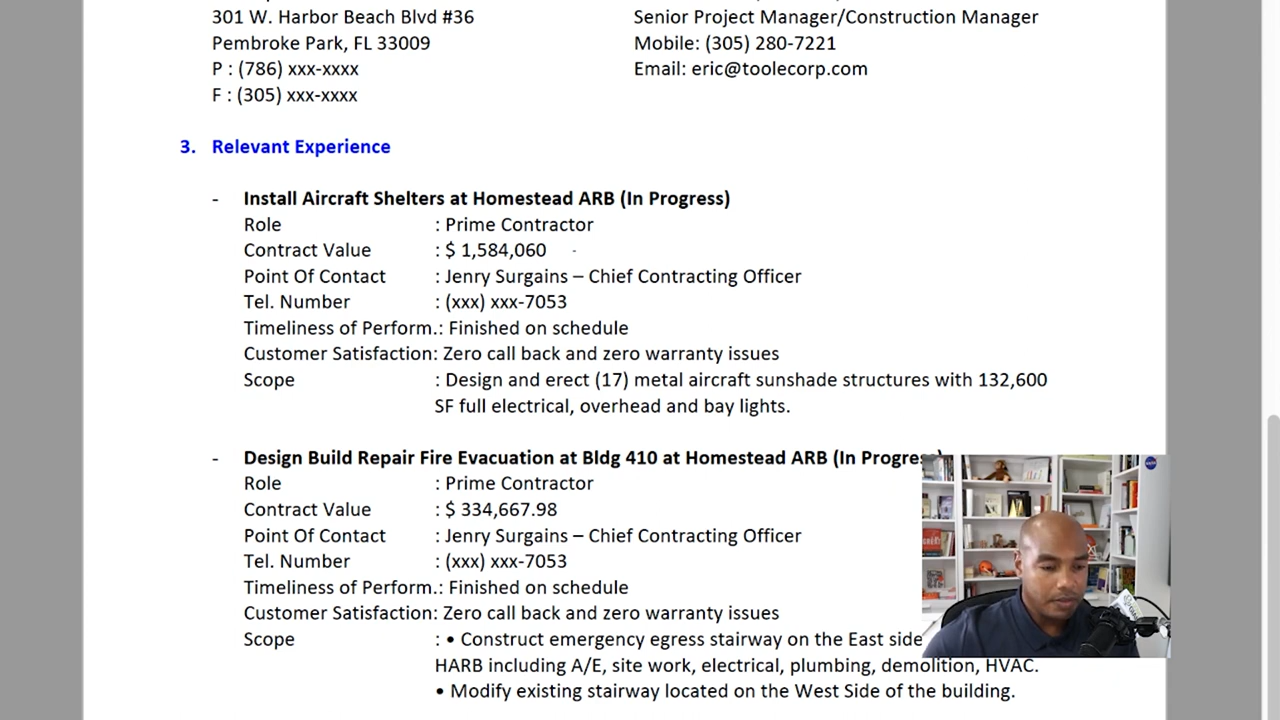 301 W. Harbor Beach Blvd #36
Pembroke Park, FL 33009
P : (786) xxx-xxxx
F : (305) xxx-xxxx
Senior Project Manager/Construction Manager
Mobile: (305) 280-7221
Email: eric@toolecorp.com
3. Relevant Experience
- Install Aircraft Shelters at Homestead ARB (In Progress)
Role : Prime Contractor
Contract Value : $ 1,584,060 -
Point Of Contact : Jenry Surgains – Chief Contracting Officer
Tel. Number : (xxx) xxx-7053
Timeliness of Perform.: Finished on schedule
Customer Satisfaction: Zero call back and zero warranty issues
Scope : Design and erect (17) metal aircraft sunshade structures with 132,600
SF full electrical, overhead and bay lights.
- Design Build Repair Fire Evacuation at Bldg 410 at Homestead ARB (In Progress)
Role : Prime Contractor
Contract Value : $ 334,667.98
Point Of Contact : Jenry Surgains – Chief Contracting Officer
Tel. Number : (xxx) xxx-7053
Timeliness of Perform.: Finished on schedule
Customer Satisfaction: Zero call back and zero warranty issues
Scope : • Construct emergency egress stairway on the East side
HARB including A/E, site work, electrical, plumbing, demolition, HVAC.
• Modify existing stairway located on the West Side of the building.